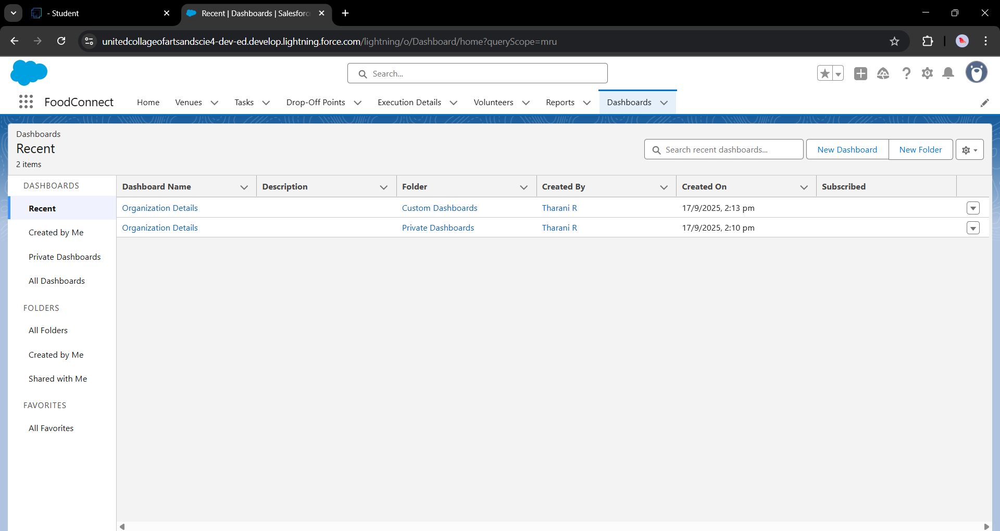 - Student
Recent | Dashboards | Salesforc
unitedcollageofartsandscie4-dev-ed.develop.lightning.force.com/lightning/o/Dashboard/home?queryScope=mru
Search...
FoodConnect
Home
Venues
Tasks
Drop-Off Points
Execution Details
Volunteers
Reports
Dashboards
Dashboards
Recent
2 items
Search recent dashboards...
New Dashboard
New Folder
DASHBOARDS
Recent
Created by Me
Private Dashboards
All Dashboards
FOLDERS
All Folders
Created by Me
Shared with Me
FAVORITES
All Favorites
Dashboard Name Description Folder Created By Created On Subscribed
Organization Details Custom Dashboards Tharani R 17/9/2025, 2:13 pm
Organization Details Private Dashboards Tharani R 17/9/2025, 2:10 pm